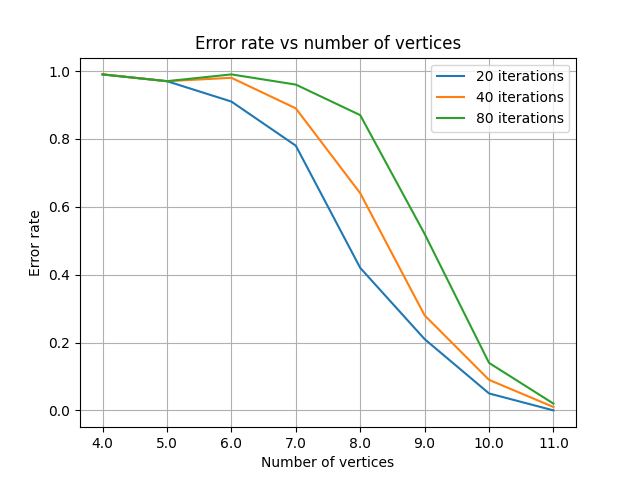 Error rate vs number of vertices
20 iterations
40 iterations
80 iterations
1.0
0.8
0.6
0.4
0.2
0.0
Error rate
4.0 5.0 6.0 7.0 8.0 9.0 10.0 11.0
Number of vertices